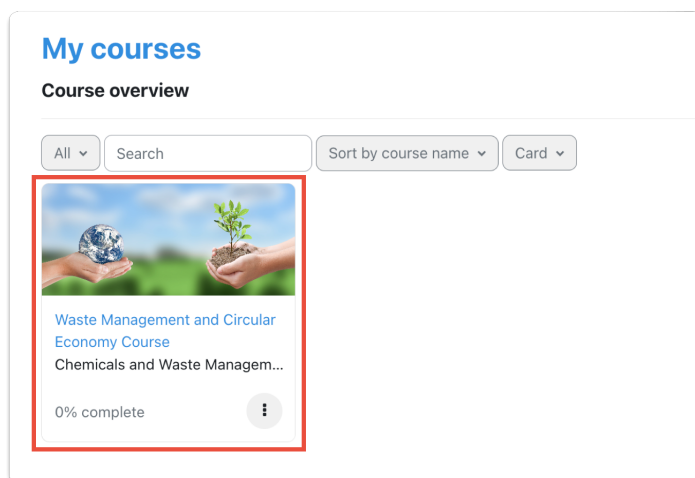 My courses
Course overview
All
Search
Sort by course name
Card
Waste Management and Circular
Economy Course
Chemicals and Waste Managem...
0% complete